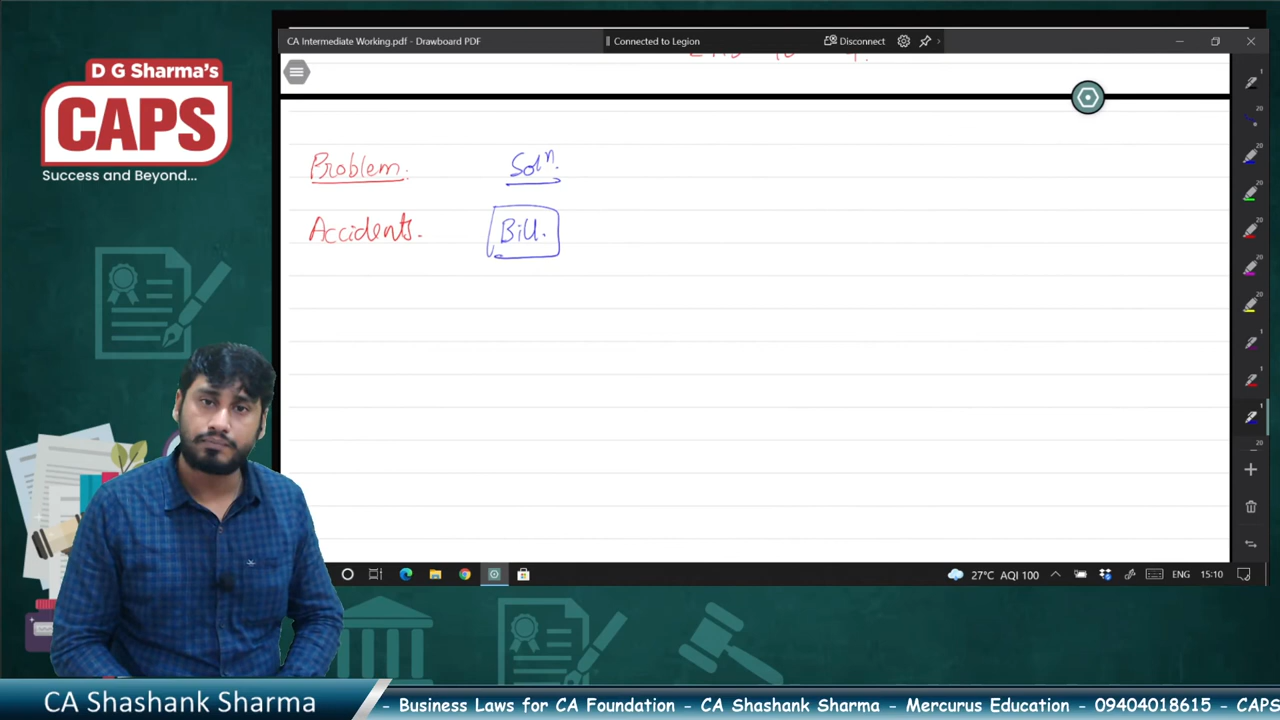 D G Sharma's
CAPS
Success and Beyond...
CA Intermediate Working.pdf - Drawboard PDF
Connected to Legion
Disconnect
Problem.
Solⁿ.
Accidents.
Bill.
27°C AQI 100
ENG
15:10
CA Shashank Sharma
- Business Laws for CA Foundation - CA Shashank Sharma - Mercurus Education - 09404018615 - CAPS